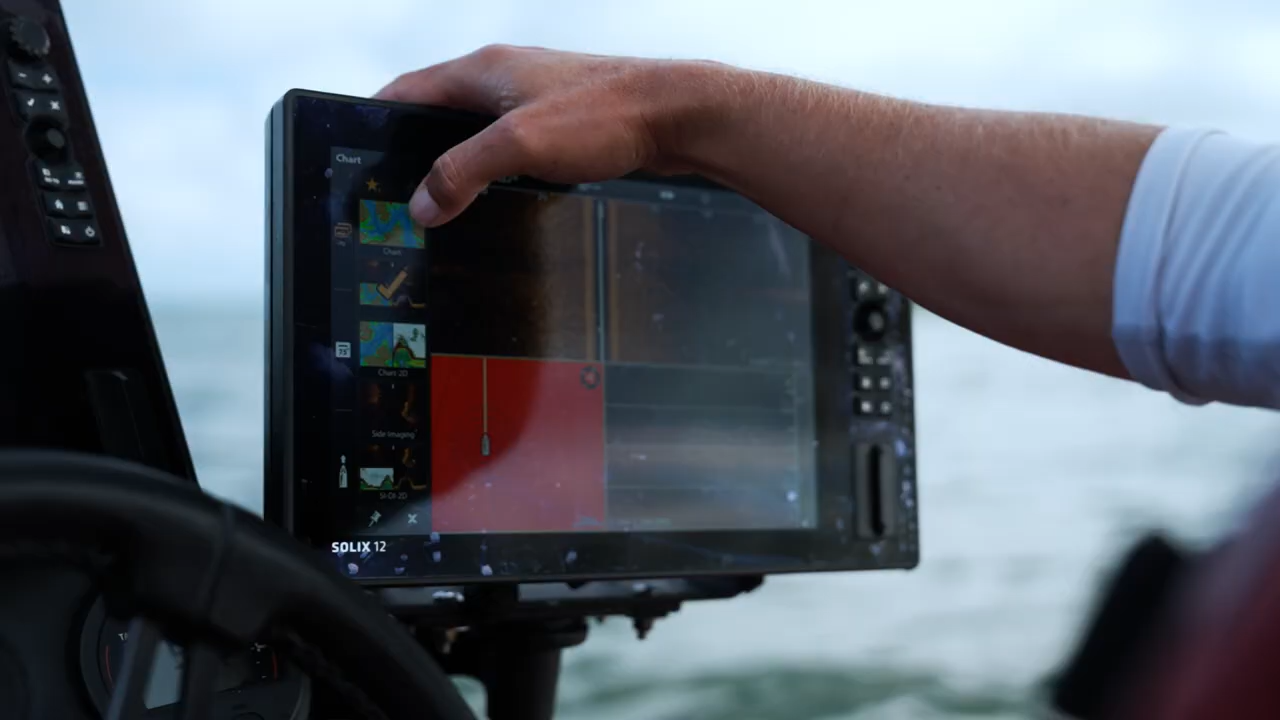 Chart
Chart
Chart 2D
Side Imaging
SI-DI-2D
SOLIX 12